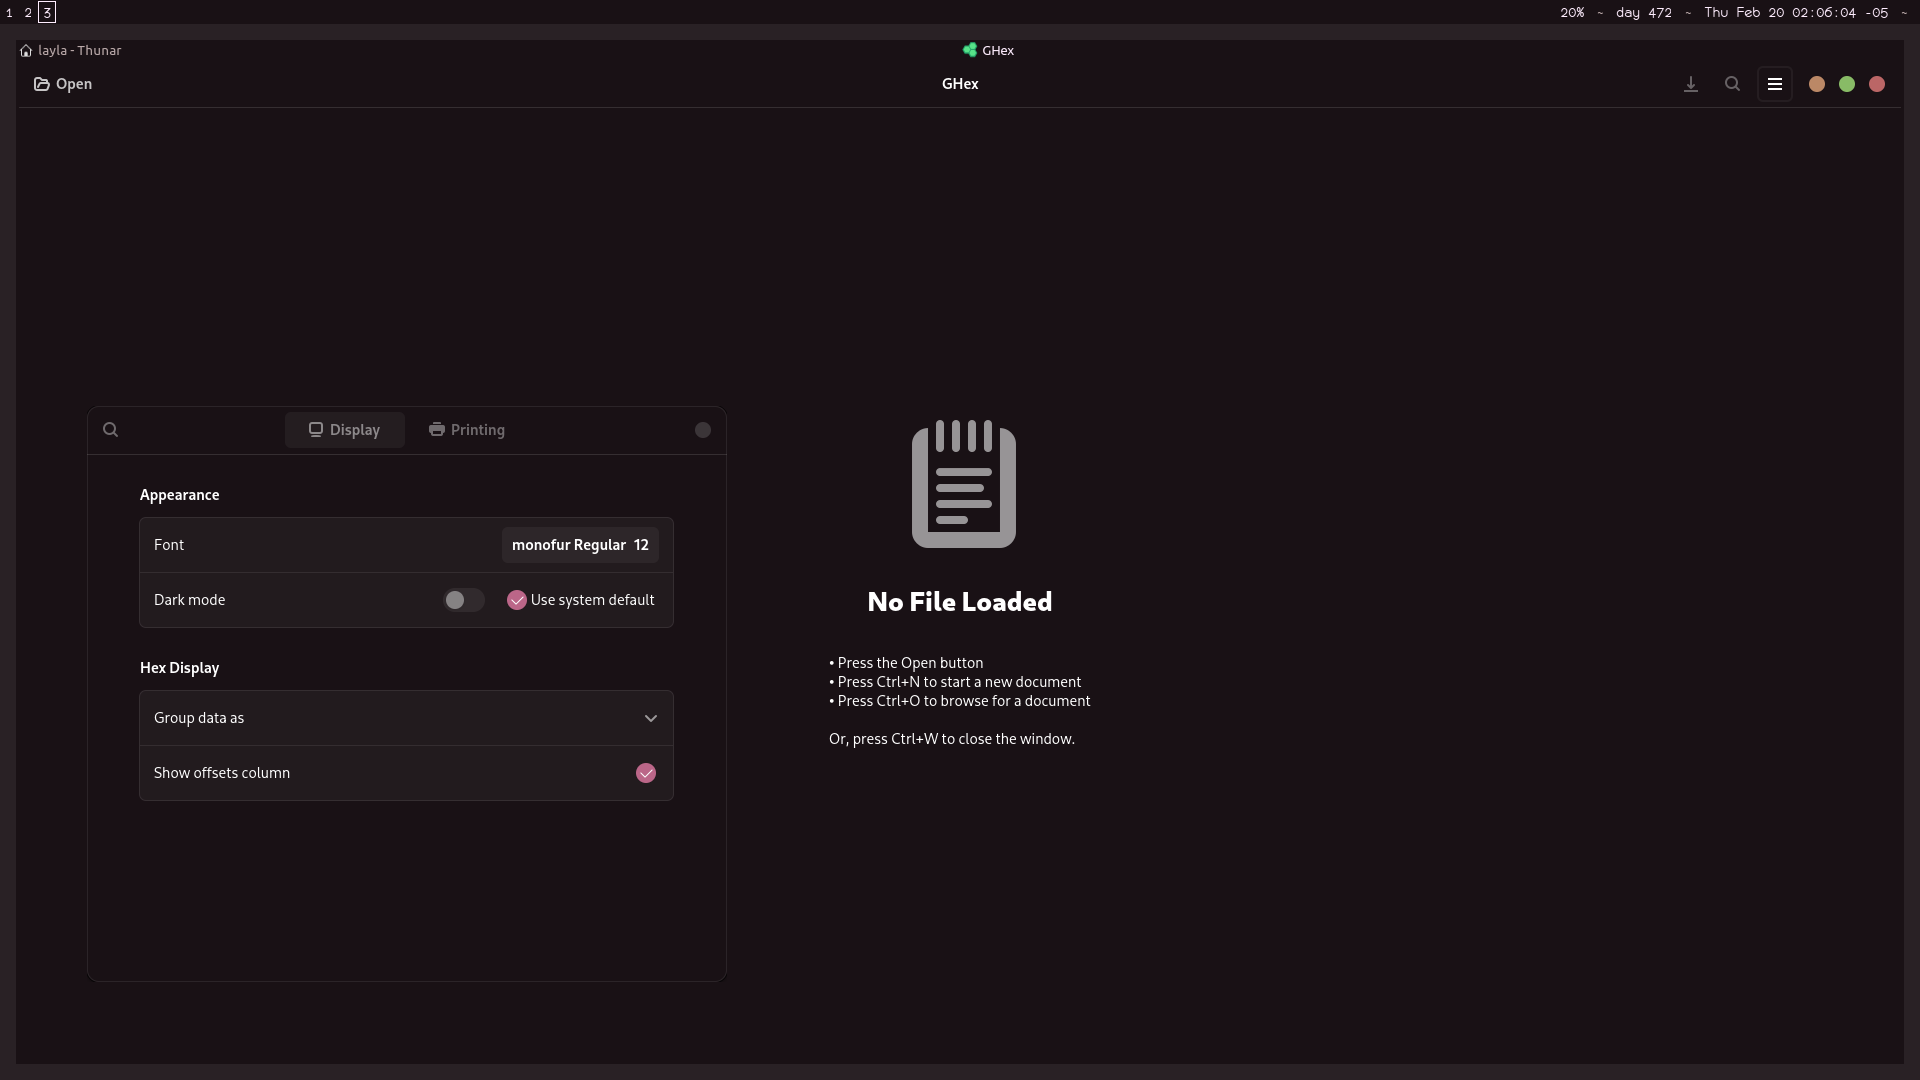 1 2 3
20% ~ day 472 ~ Thu Feb 20 02:06:04 -05 ~
layla - Thunar
GHex
Open
GHex
Display
Printing
Appearance
Font
monofur Regular 12
Dark mode
Use system default
Hex Display
Group data as
Show offsets column
No File Loaded
• Press the Open button
• Press Ctrl+N to start a new document
• Press Ctrl+O to browse for a document
Or, press Ctrl+W to close the window.